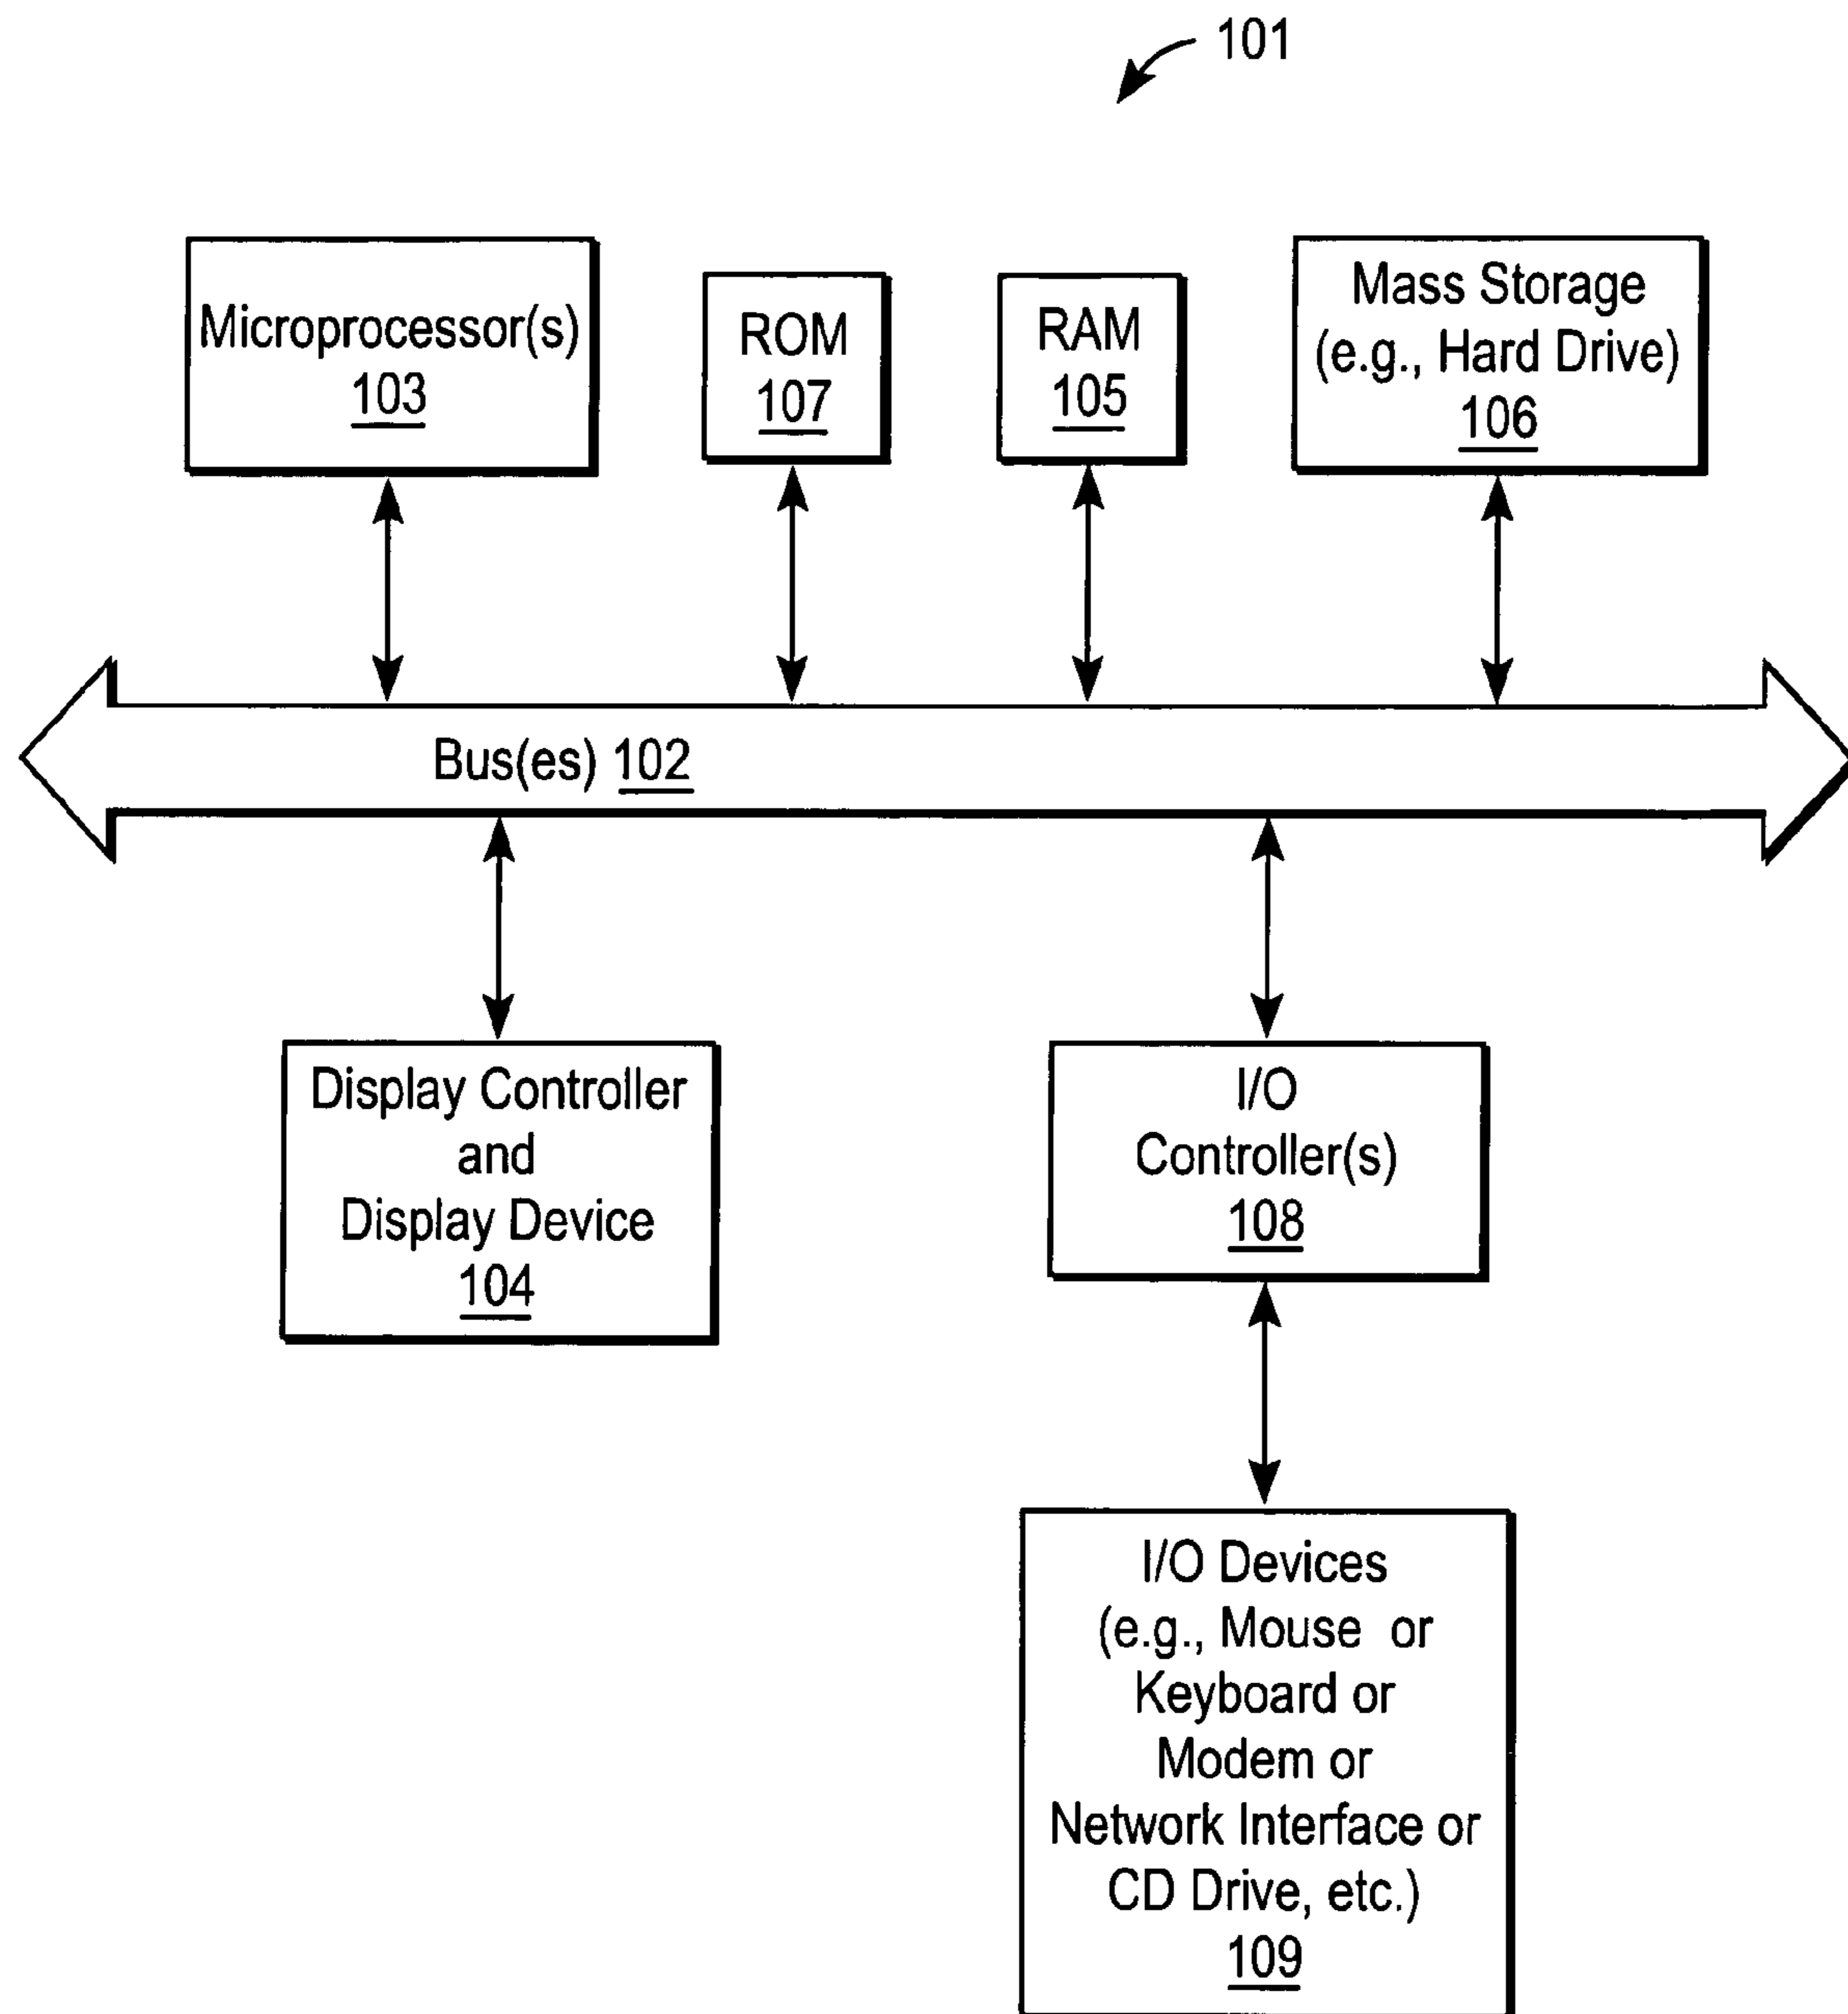 101
Microprocessor(s)
103
ROM
107
RAM
105
Mass Storage
(e.g., Hard Drive)
106
Bus(es) 102
Display Controller
and
Display Device
104
I/O
Controller(s)
108
I/O Devices
(e.g., Mouse or
Keyboard or
Modem or
Network Interface or
CD Drive, etc.)
109